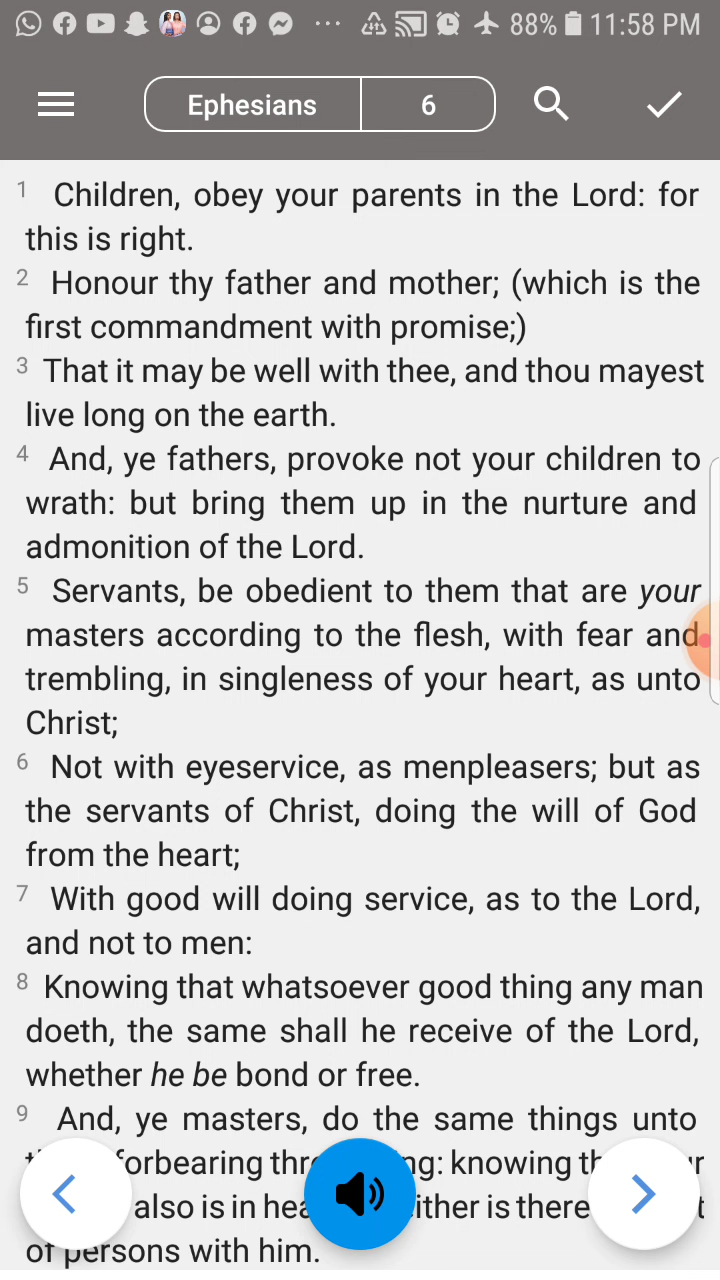 88% 11:58 PM
Ephesians 6
1 Children, obey your parents in the Lord: for
this is right.
2 Honour thy father and mother; (which is the
first commandment with promise;)
3 That it may be well with thee, and thou mayest
live long on the earth.
4 And, ye fathers, provoke not your children to
wrath: but bring them up in the nurture and
admonition of the Lord.
5 Servants, be obedient to them that are your
masters according to the flesh, with fear and
trembling, in singleness of your heart, as unto
Christ;
6 Not with eyeservice, as menpleasers; but as
the servants of Christ, doing the will of God
from the heart;
7 With good will doing service, as to the Lord,
and not to men:
8 Knowing that whatsoever good thing any man
doeth, the same shall he receive of the Lord,
whether he be bond or free.
9 And, ye masters, do the same things unto
forbearing knowing
also is in is there
of persons with him.